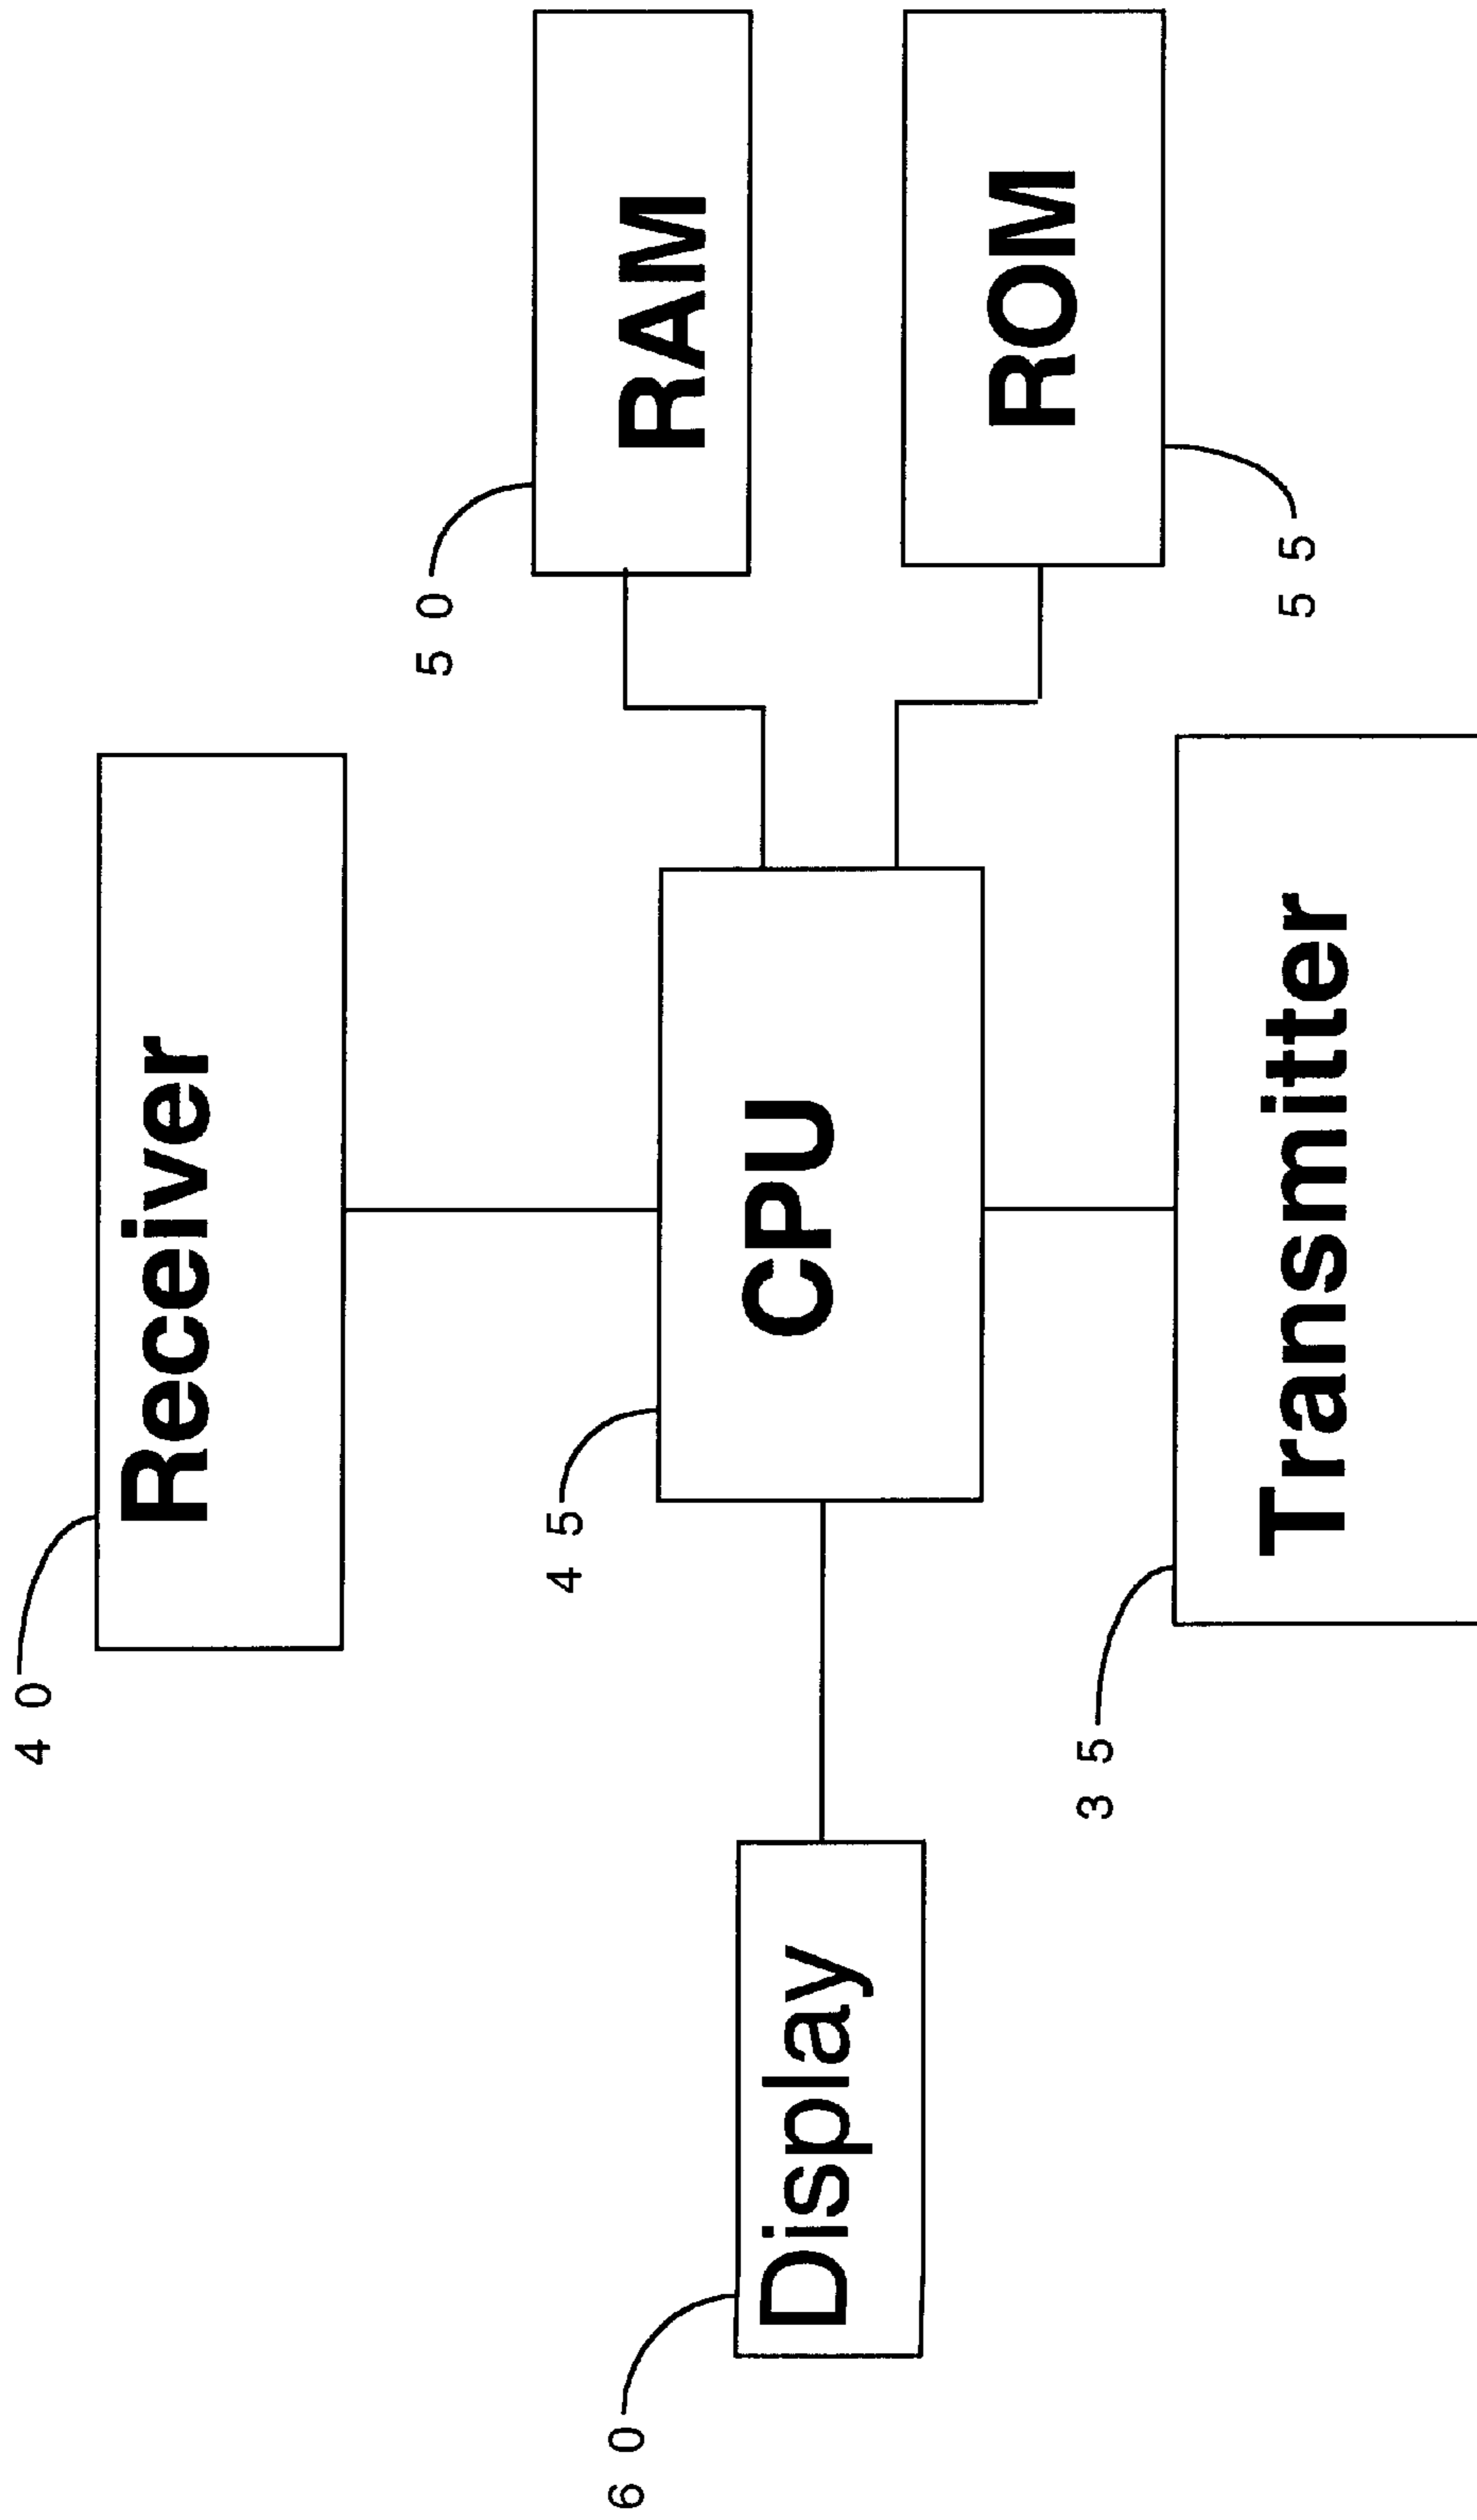 40
Receiver
50
RAM
45
CPU
60
Display
ROM
55
35
Transmitter